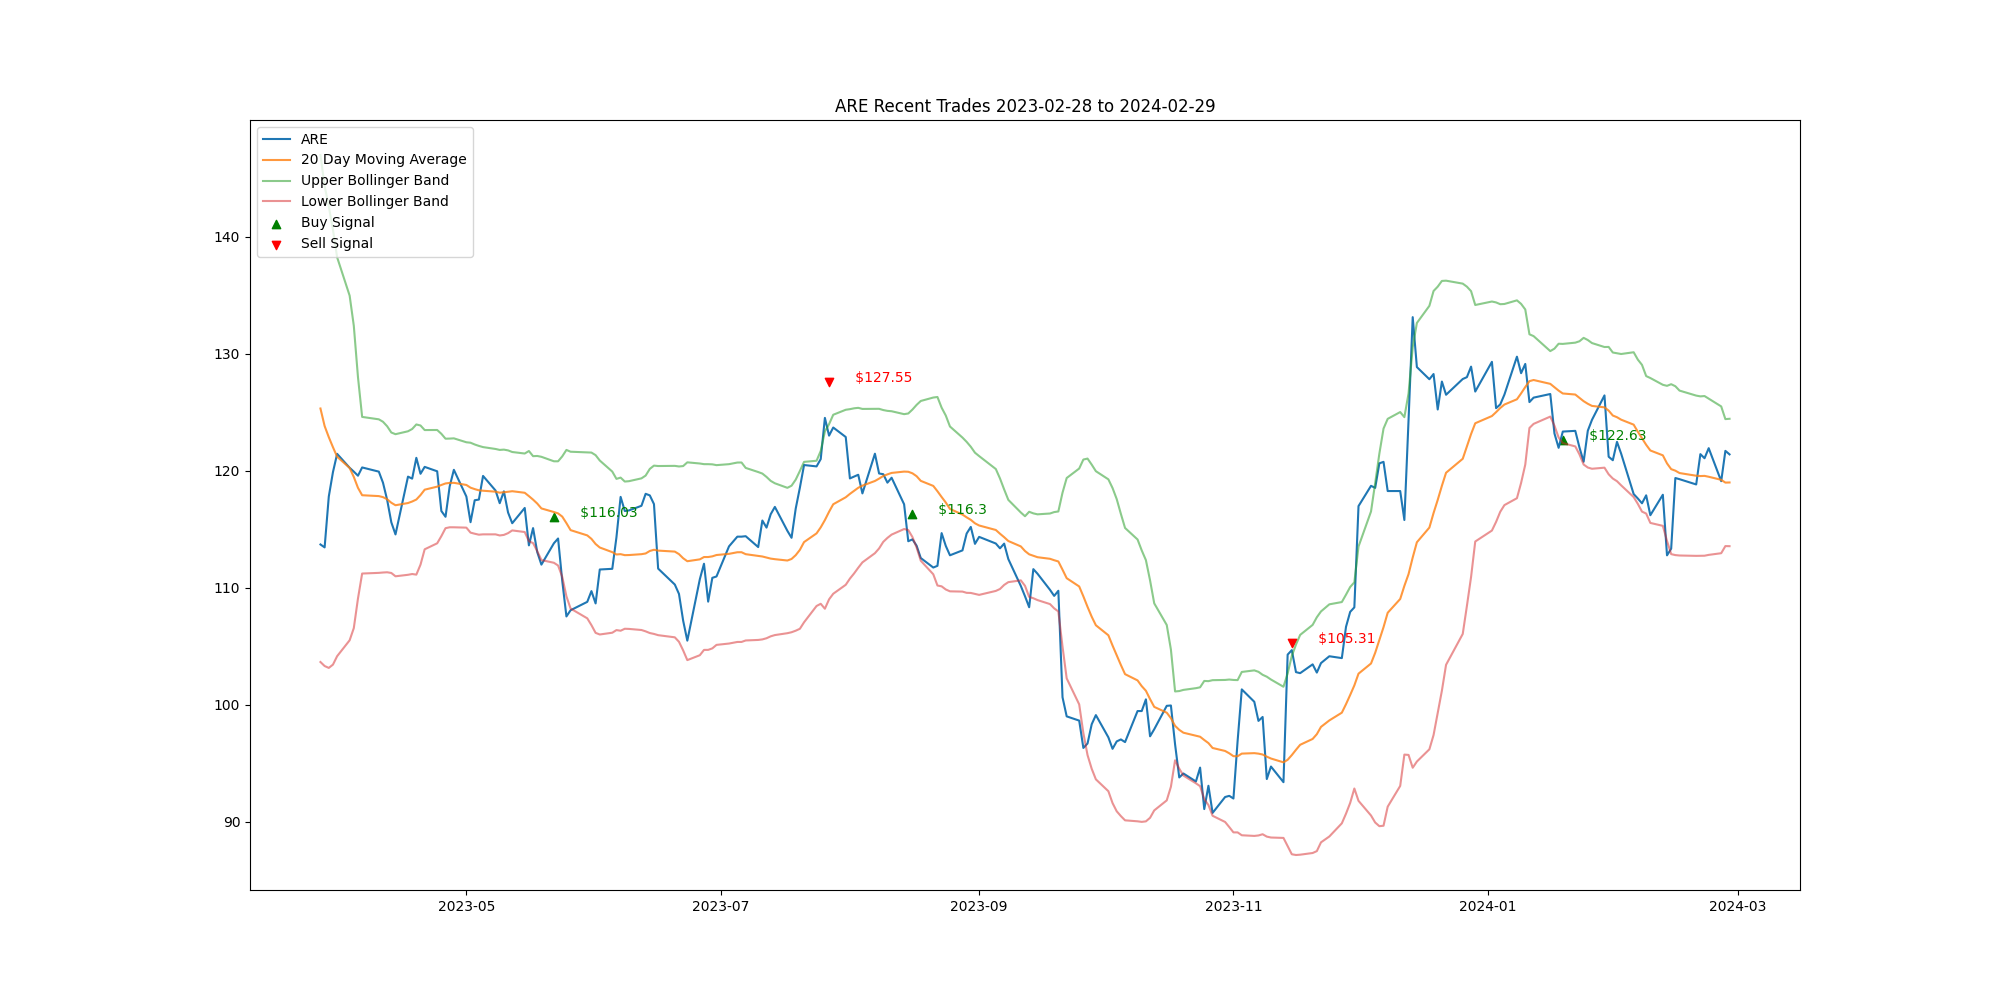 ARE Recent Trades 2023-02-28 to 2024-02-29
ARE
20 Day Moving Average
Upper Bollinger Band
Lower Bollinger Band
Buy Signal
Sell Signal
140
130
120
110
100
90
$127.55
$122.63
$116.03
$116.3
$105.31
2023-05
2023-07
2023-09
2023-11
2024-01
2024-03